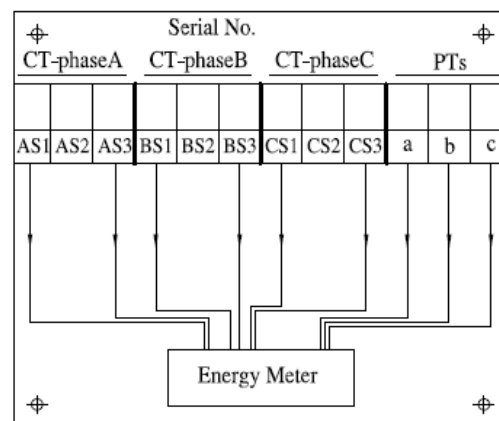 Serial No.
CT-phaseA CT-phaseB CT-phaseC PTs
AS1 AS2 AS3 BS1 BS2 BS3 CS1 CS2 CS3 a b c
Energy Meter